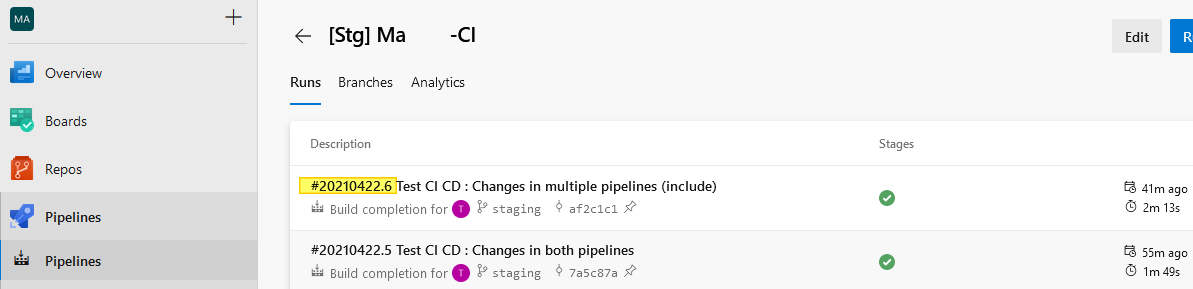 MA
[Stg] Ma -CI
Edit
R
Overview
Runs Branches Analytics
Boards
Description Stages
Repos
#20210422.6 Test CI CD : Changes in multiple pipelines (include)
41m ago
Build completion for T staging af2c1c1
2m 13s
Pipelines
#20210422.5 Test CI CD : Changes in both pipelines
55m ago
Pipelines
Build completion for T staging 7a5c87a
1m 49s